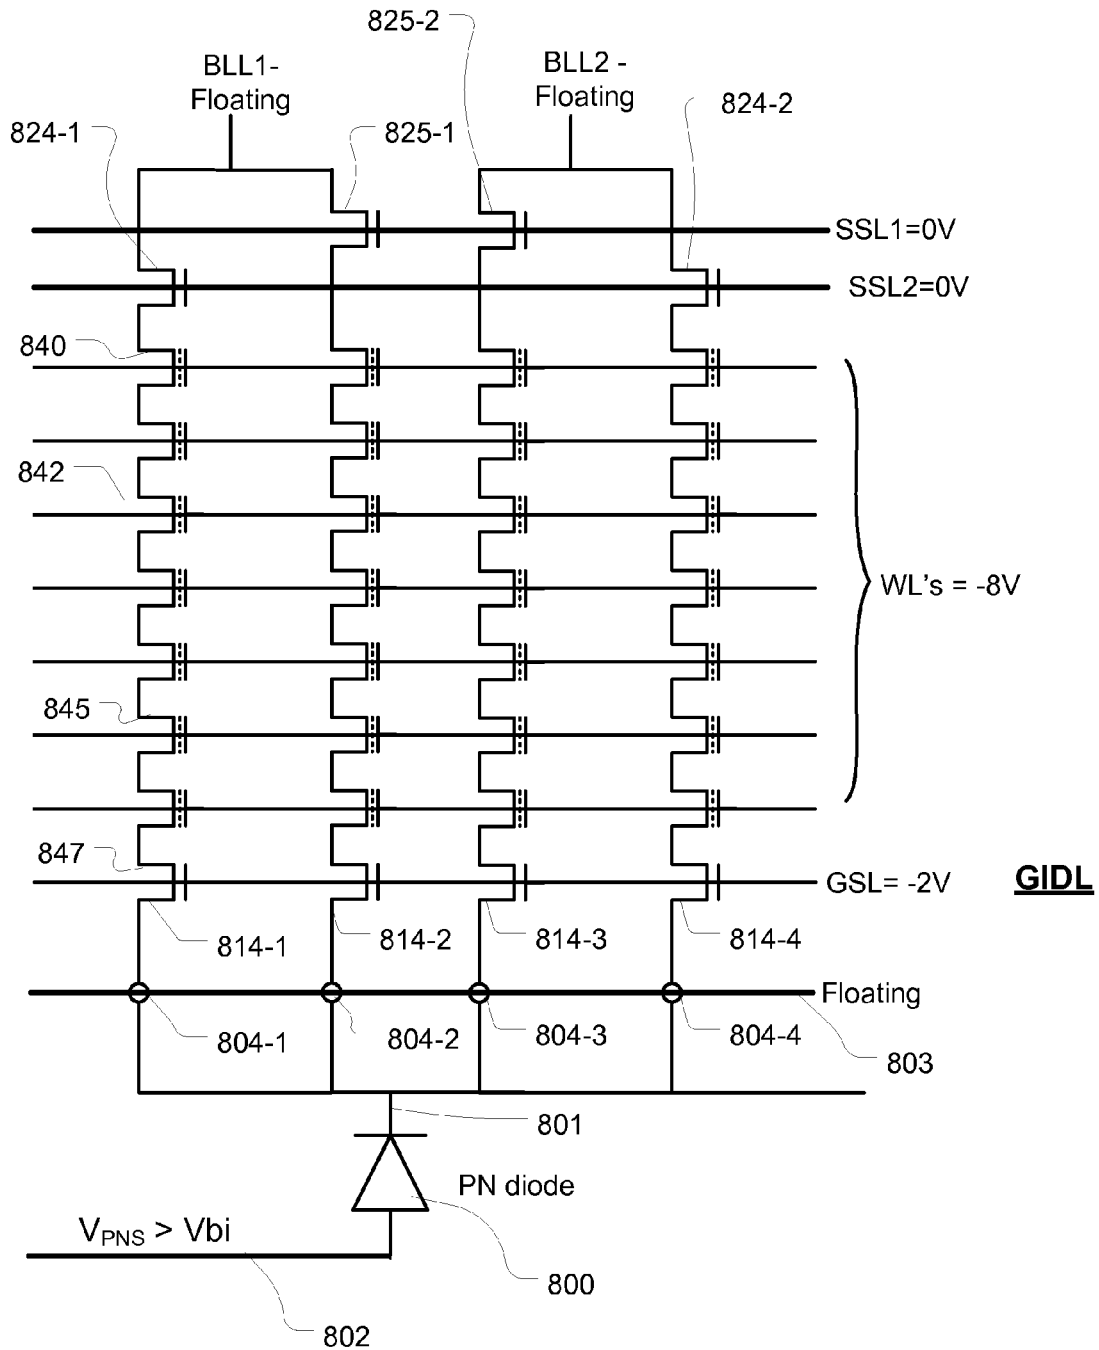 825-2
BLL1-
Floating
BLL2 -
Floating
824-1
825-1
824-2
SSL1=0V
SSL2=0V
840
842
WL's = -8V
845
847
GSL= -2V
GIDL
814-1
814-2
814-3
814-4
Floating
804-1
804-2
804-3
804-4
803
801
PN diode
VPNS > Vbi
800
802